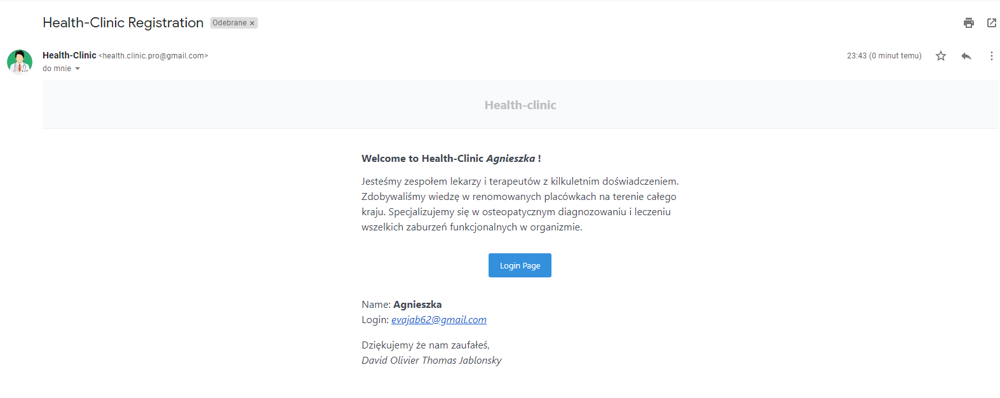 Health-Clinic Registration Odebrane ×
Health-Clinic <health.clinic.pro@gmail.com> 23:43 (0 minut temu)
do mnie
Health-clinic
Welcome to Health-Clinic Agnieszka !
Jesteśmy zespołem lekarzy i terapeutów z kilkuletnim doświadczeniem.
Zdobywaliśmy wiedzę w renomowanych placówkach na terenie całego
kraju. Specjalizujemy się w osteopatycznym diagnozowaniu i leczeniu
wszelkich zaburzeń funkcjonalnych w organizmie.
Login Page
Name: Agnieszka
Login: evajab62@gmail.com
Dziękujemy że nam zaufałeś,
David Olivier Thomas Jablonsky